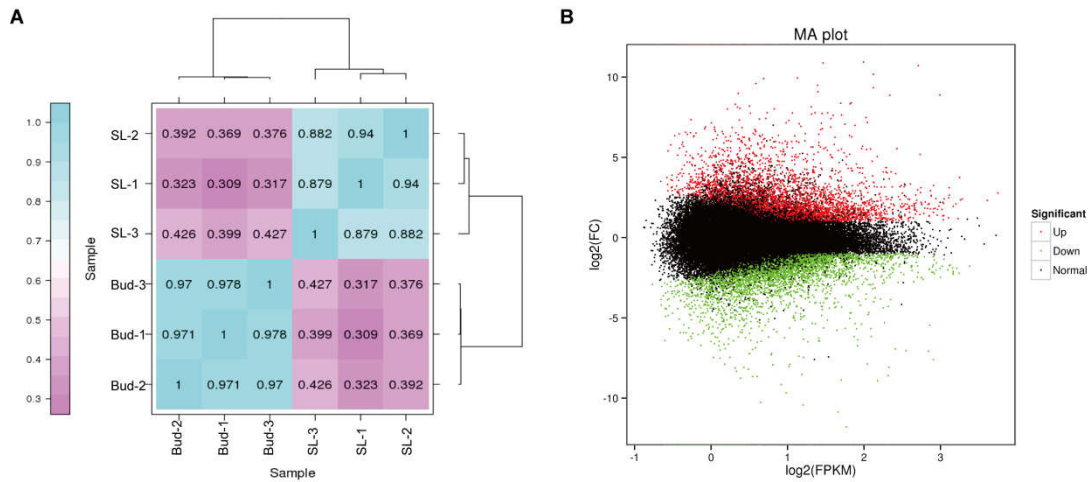 A
1.0
0.9
0.8
0.7
0.6
0.5
0.4
0.3
Sample
SL-2 0.392 0.369 0.376 0.882 0.94 1
SL-1 0.323 0.309 0.317 0.879 1 0.94
SL-3 0.426 0.399 0.427 1 0.879 0.882
Bud-3 0.97 0.978 1 0.427 0.317 0.376
Bud-1 0.971 1 0.978 0.399 0.309 0.369
Bud-2 1 0.971 0.97 0.426 0.323 0.392
Bud-2 Bud-1 Bud-3 SL-3 SL-1 SL-2
Sample
B
MA plot
10
5
0
-5
-10
log2(FC)
-1 0 1 2 3
log2(FPKM)
Significant
Up
Down
Normal